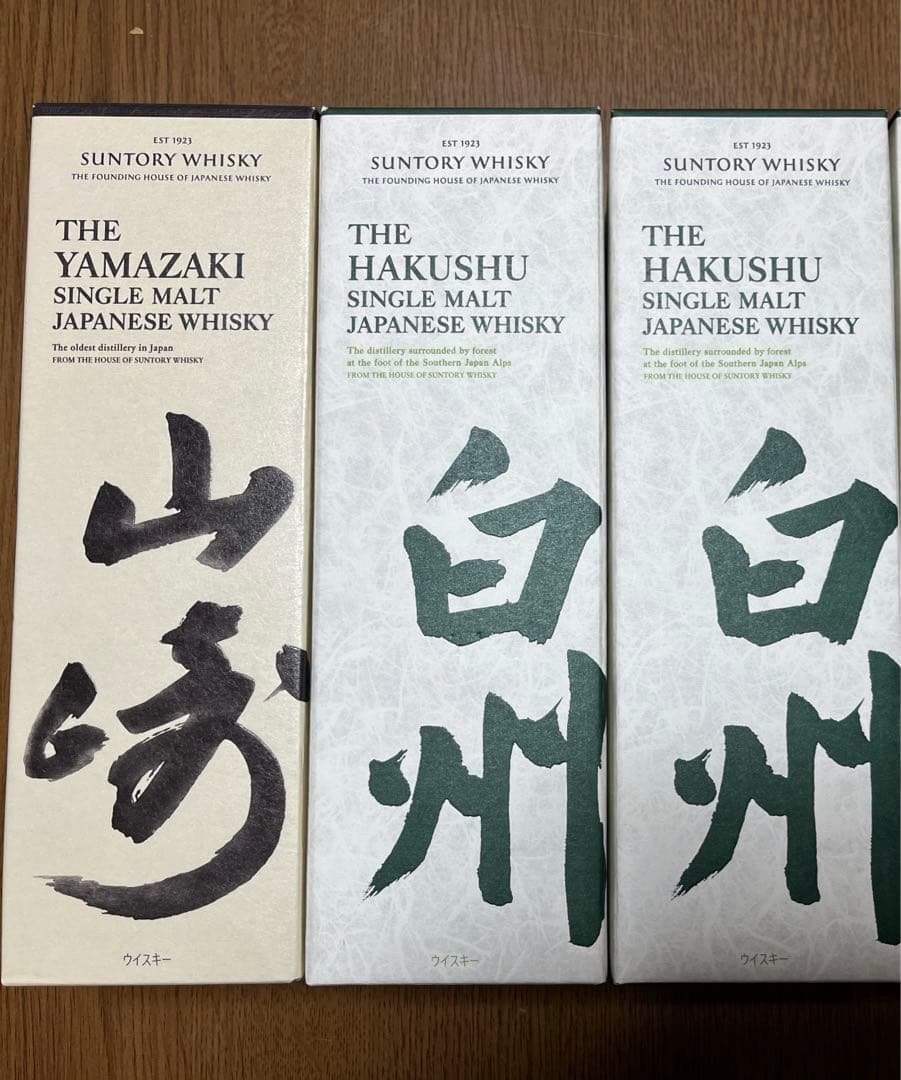 EST 1923
SUNTORY WHISKY
THE FOUNDING HOUSE OF JAPANESE WHISKY
THE
YAMAZAKI
SINGLE MALT
JAPANESE WHISKY
The oldest distillery in Japan
FROM THE HOUSE OF SUNTORY WHISKY
山
崎
ウイスキー
EST 1923
SUNTORY WHISKY
THE FOUNDING HOUSE OF JAPANESE WHISKY
THE
HAKUSHU
SINGLE MALT
JAPANESE WHISKY
The distillery surrounded by forest
at the foot of the Southern Japan Alps
FROM THE HOUSE OF SUNTORY WHISKY
白
州
ウイスキー
EST 1923
SUNTORY WHISKY
THE FOUNDING HOUSE OF JAPANESE WHISKY
THE
HAKUSHU
SINGLE MALT
JAPANESE WHISKY
The distillery surrounded by forest
at the foot of the Southern Japan Alps
FROM THE HOUSE OF SUNTORY WHISKY
白
州
ウイスキー